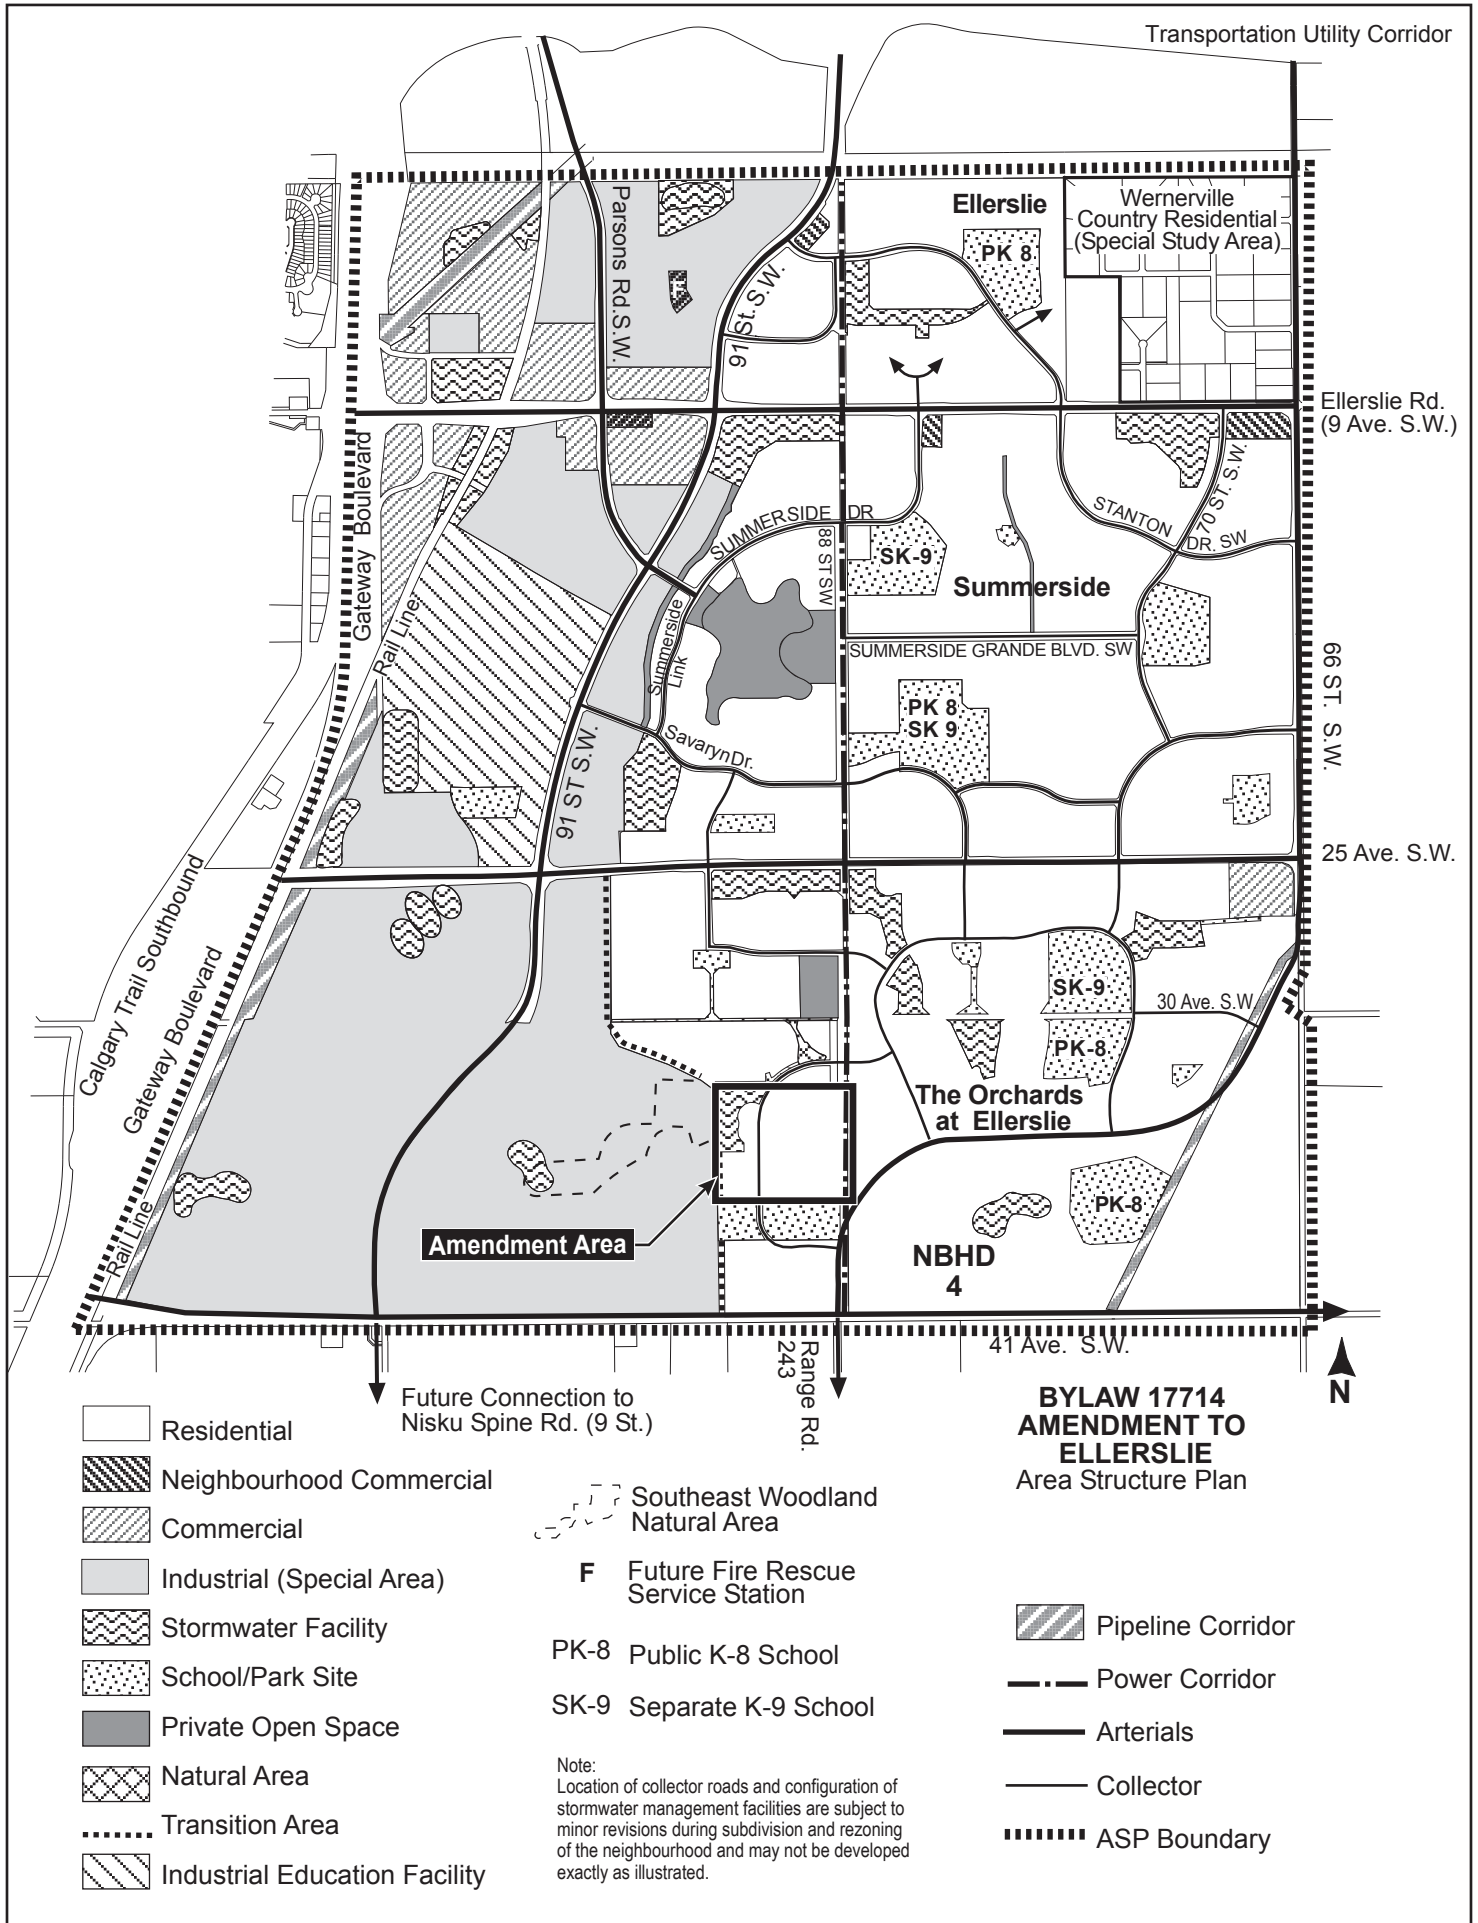 Transportation Utility Corridor
Ellerslie
Wernerville
Country Residential
(Special Study Area)
PK 8
Parsons Rd.S.W.
F
91 St. S.W.
Ellerslie Rd.
(9 Ave. S.W.)
Gateway Boulevard
SUMMERSIDE DR
88 ST SW
STANTON
DR. SW
70 ST. S.W.
SK-9
Summerside
Rail Line
Summerside
Link
SUMMERSIDE GRANDE BLVD. SW
66 ST. S.W.
PK 8
SK 9
Savaryn Dr.
91 ST S.W.
25 Ave. S.W.
Calgary Trail Southbound
Gateway Boulevard
SK-9
30 Ave. S.W.
PK-8
The Orchards
at Ellerslie
PK-8
Rail Line
Amendment Area
NBHD
4
41 Ave. S.W.
Range Rd.
243
N
Future Connection to
Nisku Spine Rd. (9 St.)
BYLAW 17714
AMENDMENT TO
ELLERSLIE
Area Structure Plan
Residential
Neighbourhood Commercial
Commercial
Industrial (Special Area)
Stormwater Facility
School/Park Site
Private Open Space
Natural Area
Transition Area
Industrial Education Facility
Southeast Woodland
Natural Area
F Future Fire Rescue
Service Station
PK-8 Public K-8 School
SK-9 Separate K-9 School
Note:
Location of collector roads and configuration of
stormwater management facilities are subject to
minor revisions during subdivision and rezoning
of the neighbourhood and may not be developed
exactly as illustrated.
Pipeline Corridor
Power Corridor
Arterials
Collector
ASP Boundary